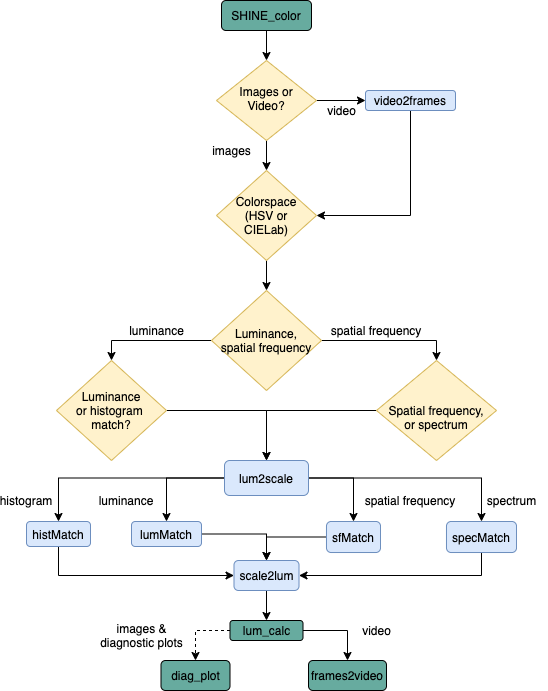 SHINE_color
Images or
Video?
video
video2frames
images
Colorspace
(HSV or
CIELab)
luminance
Luminance,
spatial frequency
spatial frequency
Luminance
or histogram
match?
Spatial frequency,
or spectrum
lum2scale
histogram
luminance
spatial frequency
spectrum
histMatch
lumMatch
sfMatch
specMatch
scale2lum
images &
diagnostic plots
lum_calc
video
diag_plot
frames2video